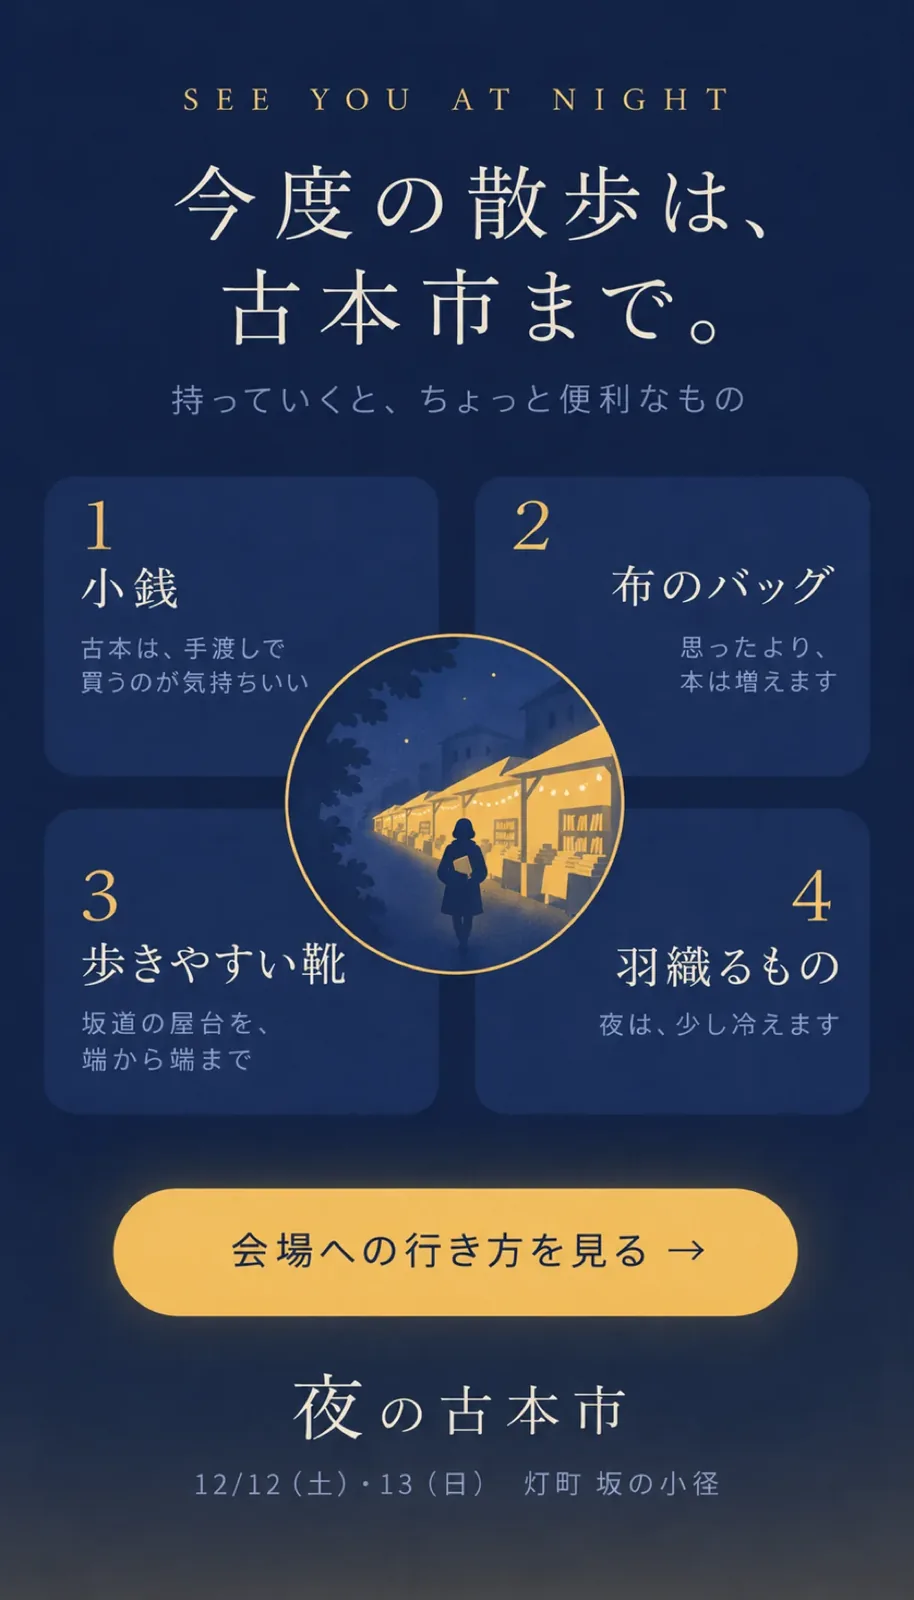 SEE YOU AT NIGHT
今度の散歩は、
古本市まで。
持っていくと、ちょっと便利なもの
1
小銭
古本は、手渡しで
買うのが気持ちいい
2
布のバッグ
思ったより、
本は増えます
3
歩きやすい靴
坂道の屋台を、
端から端まで
4
羽織るもの
夜は、少し冷えます
会場への行き方を見る →
夜の古本市
12/12（土）・13（日） 灯町 坂の小径